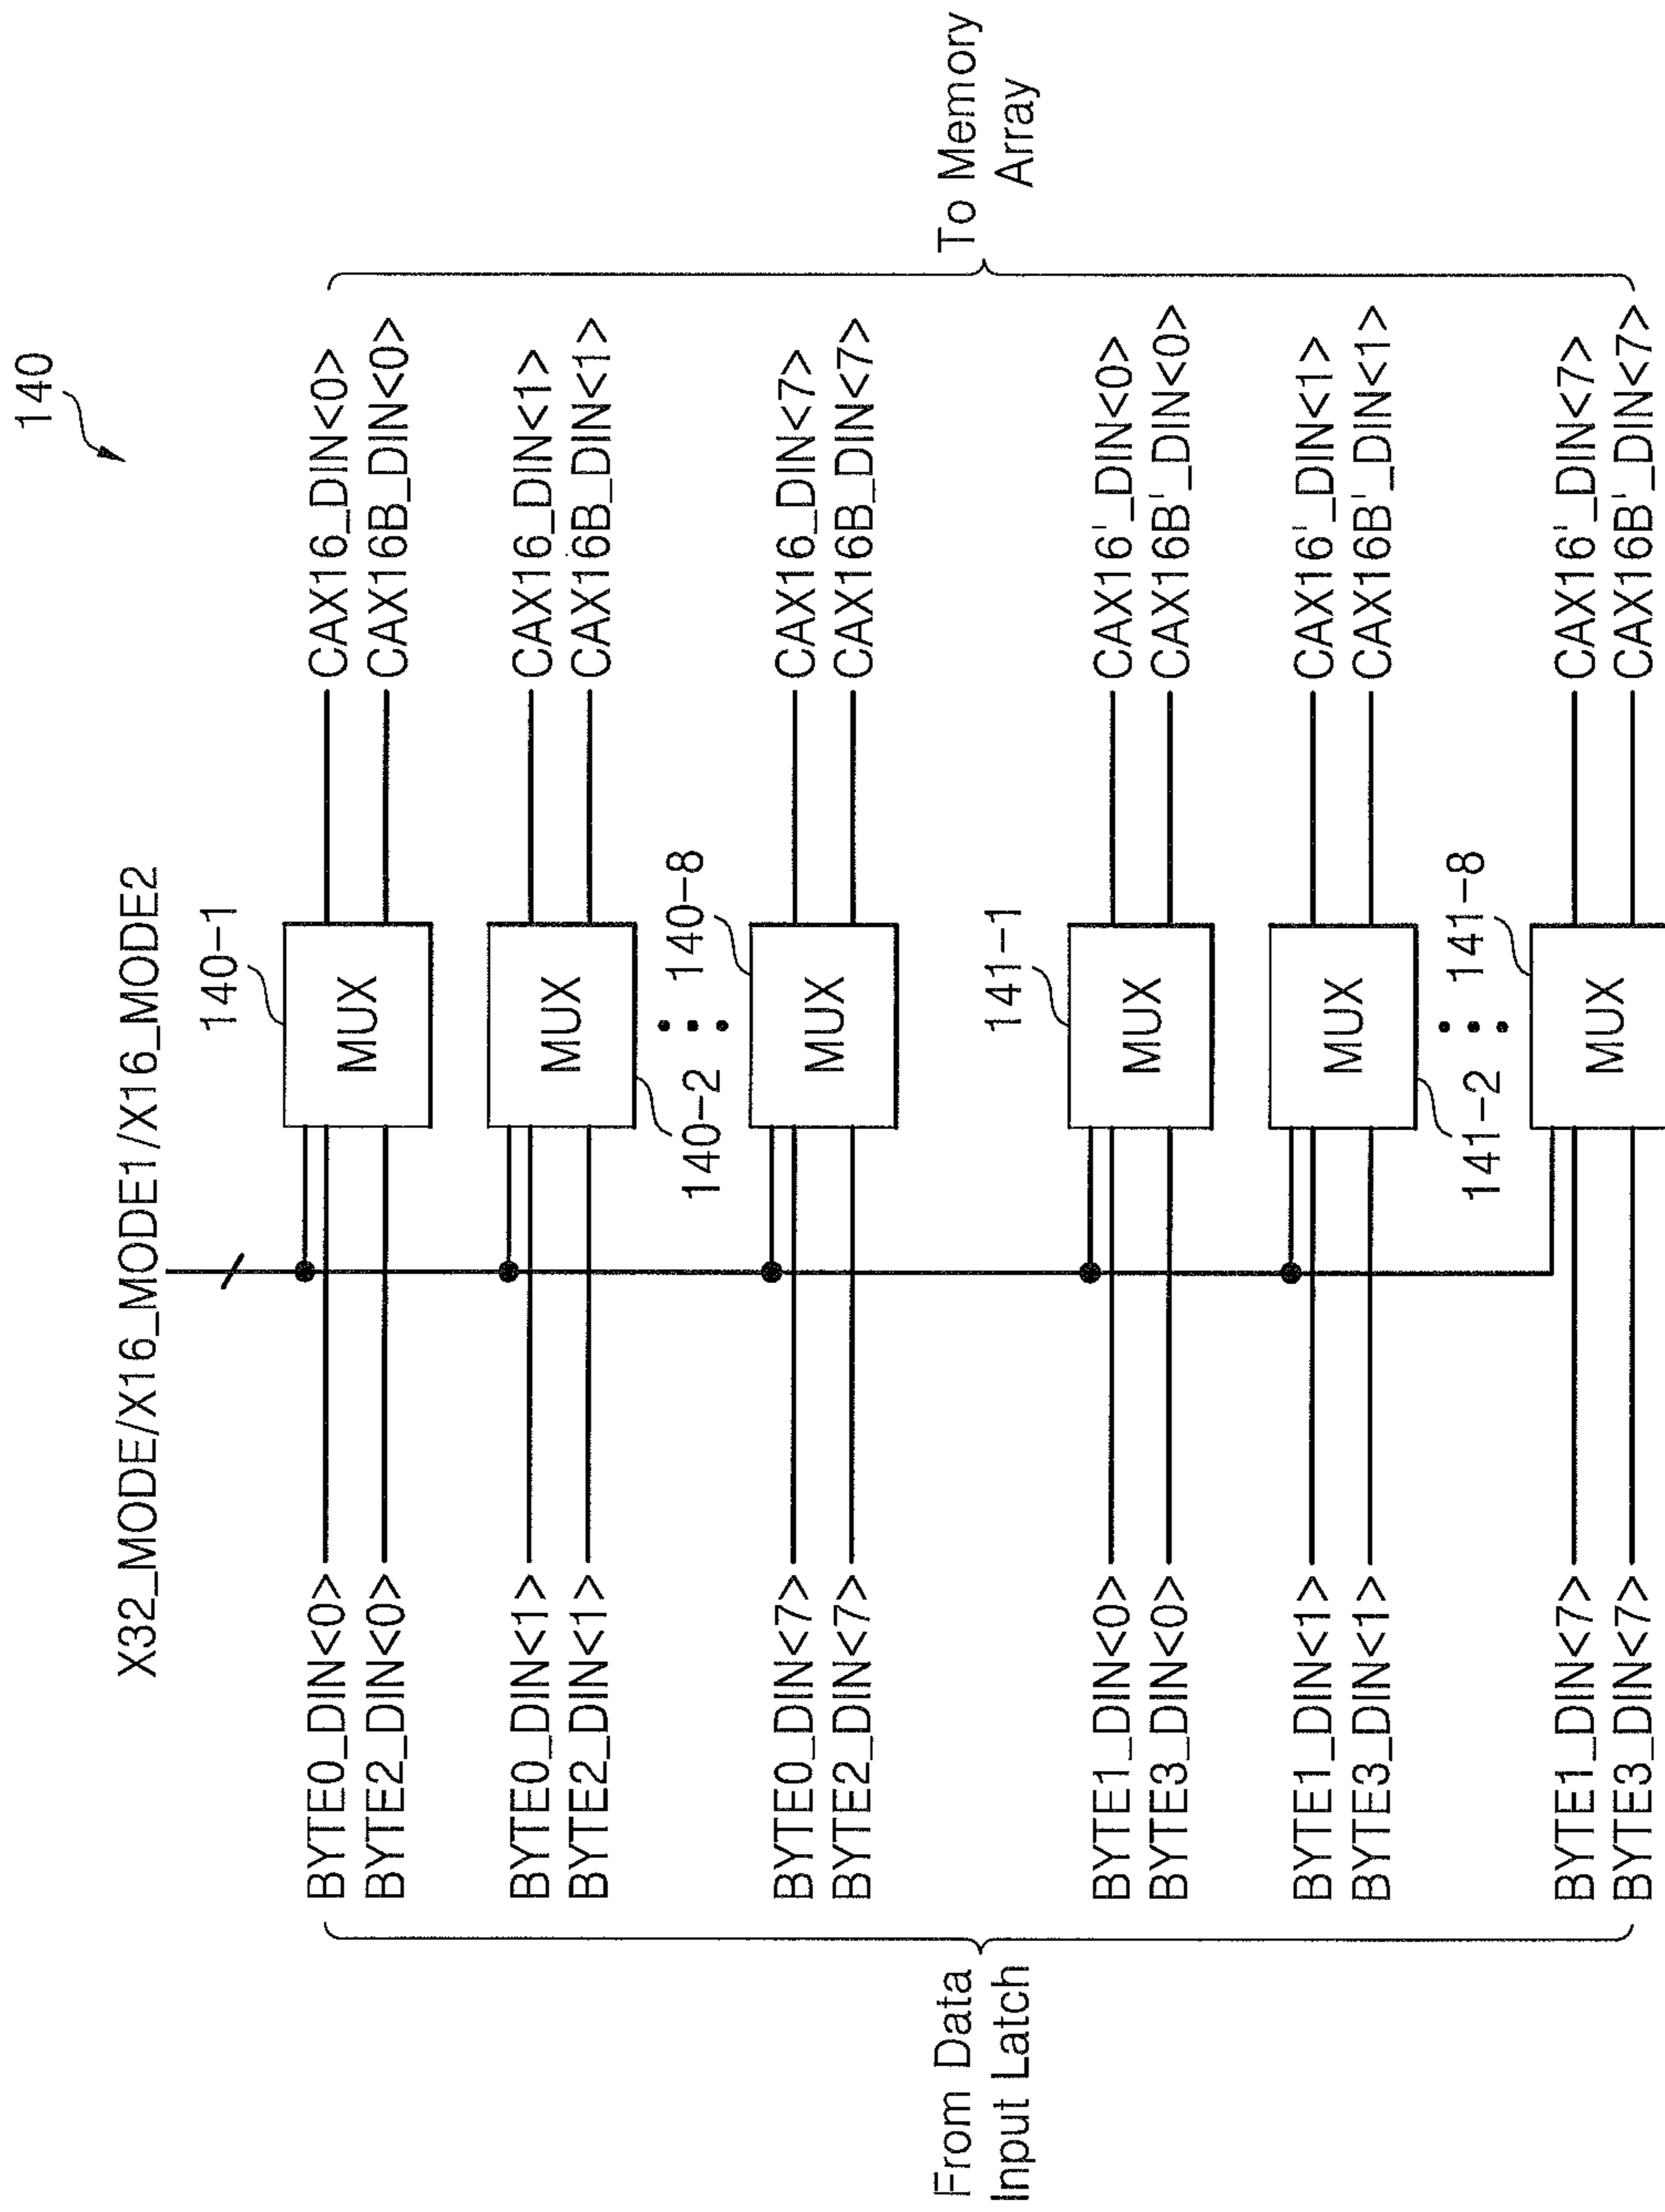 140
X32_MODE/X16_MODE1/X16_MODE2
140-1
BYTE0_DIN<0>
BYTE2_DIN<0>
MUX
CAX16_DIN<0>
CAX16B_DIN<0>
BYTE0_DIN<1>
BYTE2_DIN<1>
MUX
CAX16_DIN<1>
CAX16B_DIN<1>
140-2
140-8
BYTE0_DIN<7>
BYTE2_DIN<7>
MUX
CAX16_DIN<7>
CAX16B_DIN<7>
From Data
Input Latch
To Memory
Array
141-1
BYTE1_DIN<0>
BYTE3_DIN<0>
MUX
CAX16'_DIN<0>
CAX16B'_DIN<0>
BYTE1_DIN<1>
BYTE3_DIN<1>
MUX
CAX16'_DIN<1>
CAX16B'_DIN<1>
141-2
141-8
BYTE1_DIN<7>
BYTE3_DIN<7>
MUX
CAX16'_DIN<7>
CAX16B'_DIN<7>